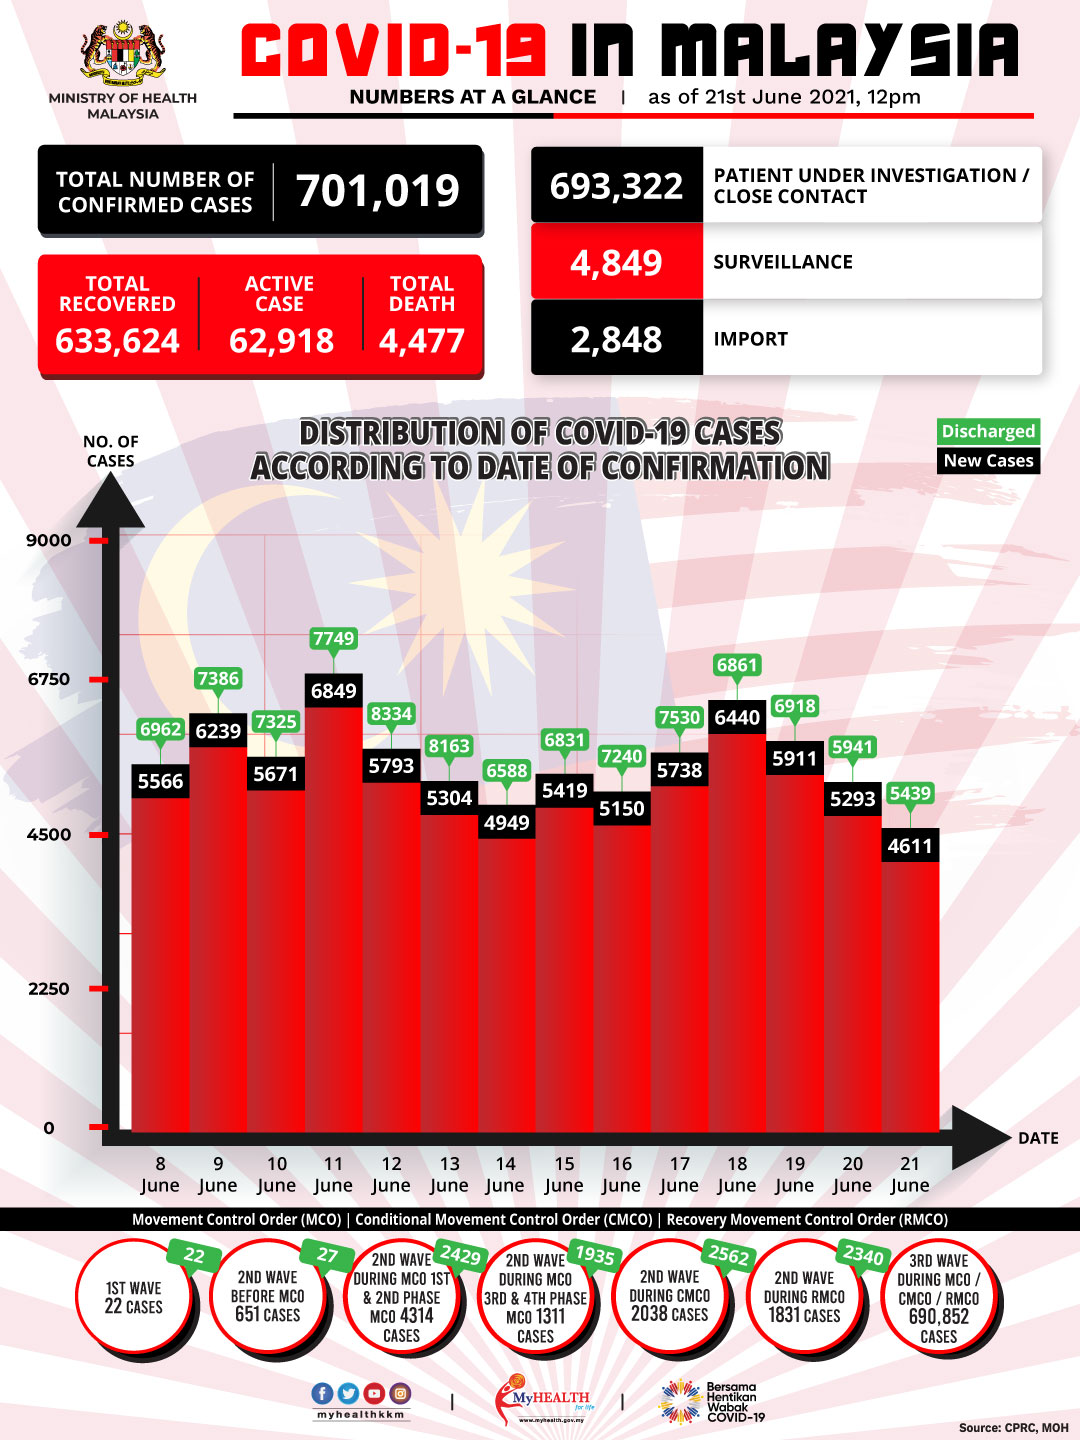 COVID-19 IN MALAYSIA
MINISTRY OF HEALTH
MALAYSIA
NUMBERS AT A GLANCE | as of 21st June 2021, 12pm
TOTAL NUMBER OF
CONFIRMED CASES
701,019
TOTAL
RECOVERED
633,624
ACTIVE
CASE
62,918
TOTAL
DEATH
4,477
693,322
PATIENT UNDER INVESTIGATION /
CLOSE CONTACT
4,849
SURVEILLANCE
2,848
IMPORT
DISTRIBUTION OF COVID-19 CASES
ACCORDING TO DATE OF CONFIRMATION
Discharged
New Cases
NO. OF
CASES
9000
6750
4500
2250
0
6962
5566
7386
6239
7325
5671
7749
6849
8334
5793
8163
5304
6588
4949
6831
5419
7240
5150
7530
5738
6861
6440
6918
5911
5941
5293
5439
4611
DATE
8 9 10 11 12 13 14 15 16 17 18 19 20 21
June June June June June June June June June June June June June June
Movement Control Order (MCO) | Conditional Movement Control Order (CMCO) | Recovery Movement Control Order (RMCO)
22
1ST WAVE
22 CASES
27
2ND WAVE
BEFORE MCO
651 CASES
2429
2ND WAVE
DURING MCO 1ST
& 2ND PHASE
MCO 4314
CASES
1935
2ND WAVE
DURING MCO
3RD & 4TH PHASE
MCO 1311
CASES
2562
2ND WAVE
DURING CMCO
2038 CASES
2340
2ND WAVE
DURING RMCO
1831 CASES
3RD WAVE
DURING MCO /
CMCO / RMCO
690,852
CASES
myhealthkkm
|
MyHEALTH
for life
www.myhealth.gov.my
|
Bersama
Hentikan
Wabak
COVID-19
Source: CPRC, MOH